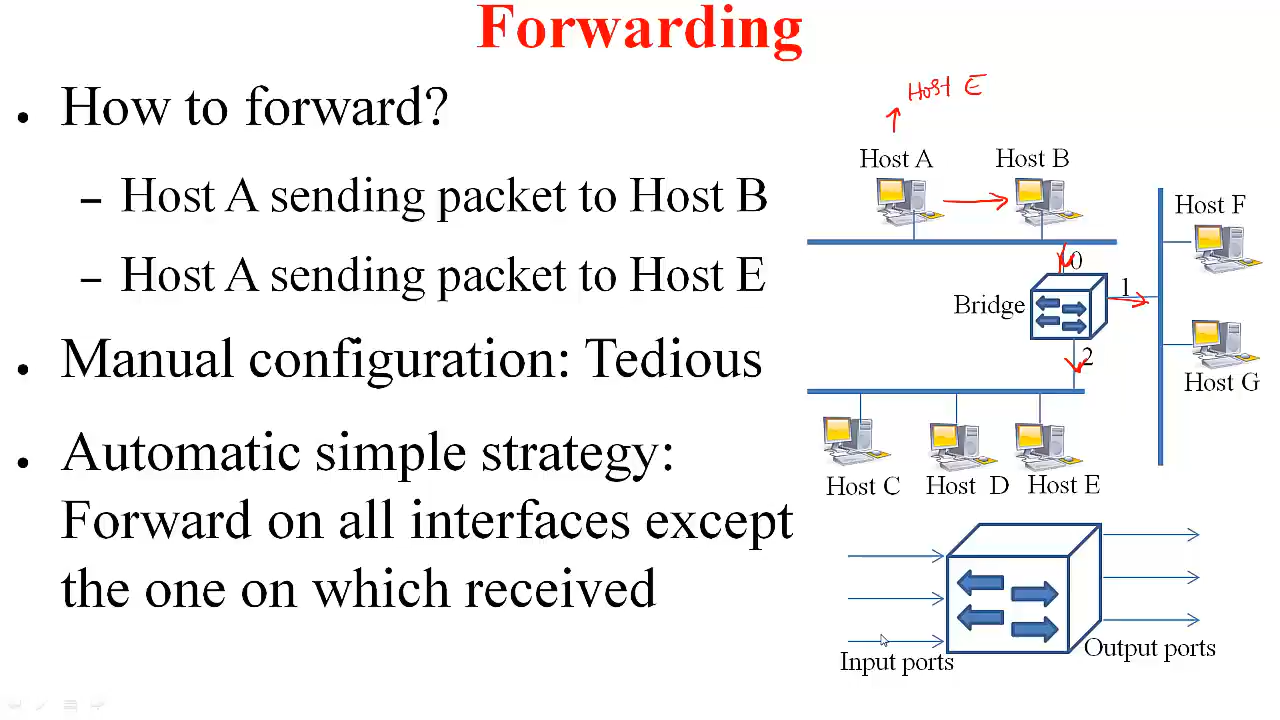 Forwarding
• How to forward?
– Host A sending packet to Host B
– Host A sending packet to Host E
• Manual configuration: Tedious
• Automatic simple strategy:
Forward on all interfaces except
the one on which received
Host E
Host A
Host B
Host F
0
1
Bridge
2
Host G
Host C
Host D
Host E
Input ports
Output ports